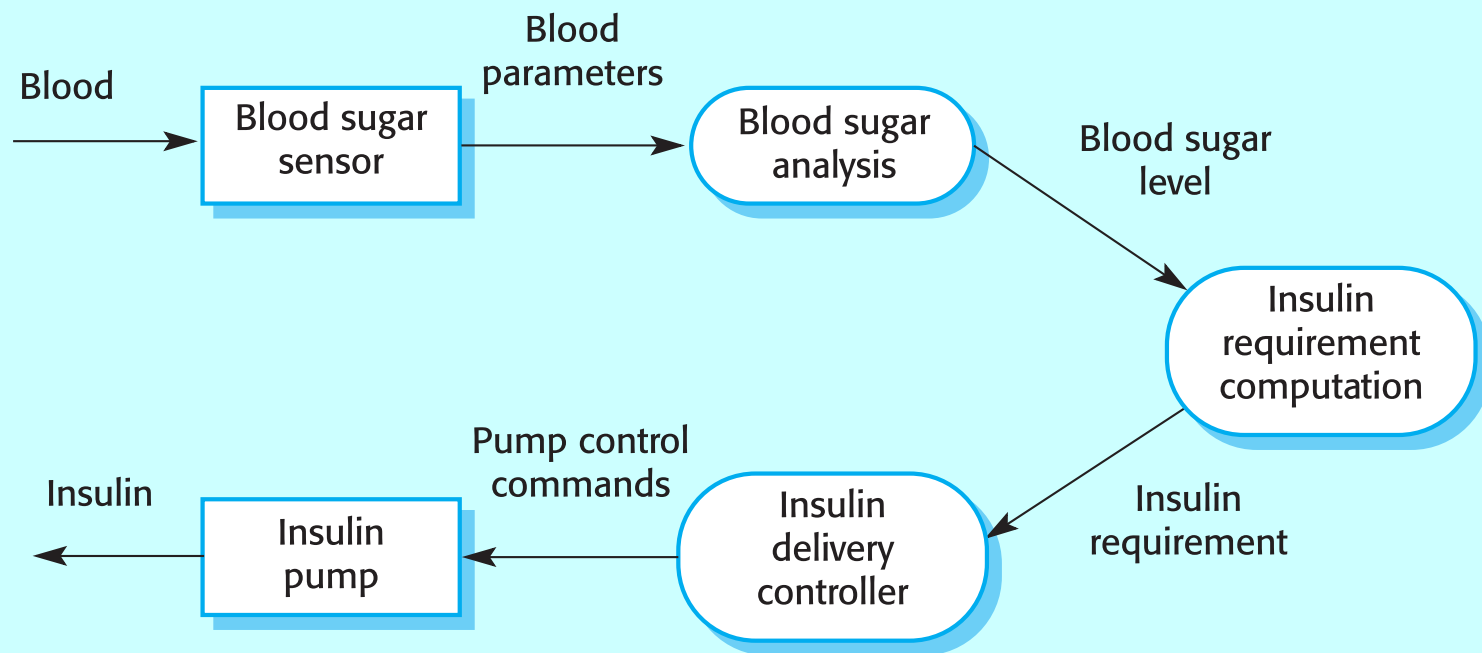 Blood
Blood sugar
sensor
Blood
parameters
Blood sugar
analysis
Blood sugar
level
Insulin
requirement
computation
Insulin
requirement
Insulin
delivery
controller
Pump control
commands
Insulin
pump
Insulin